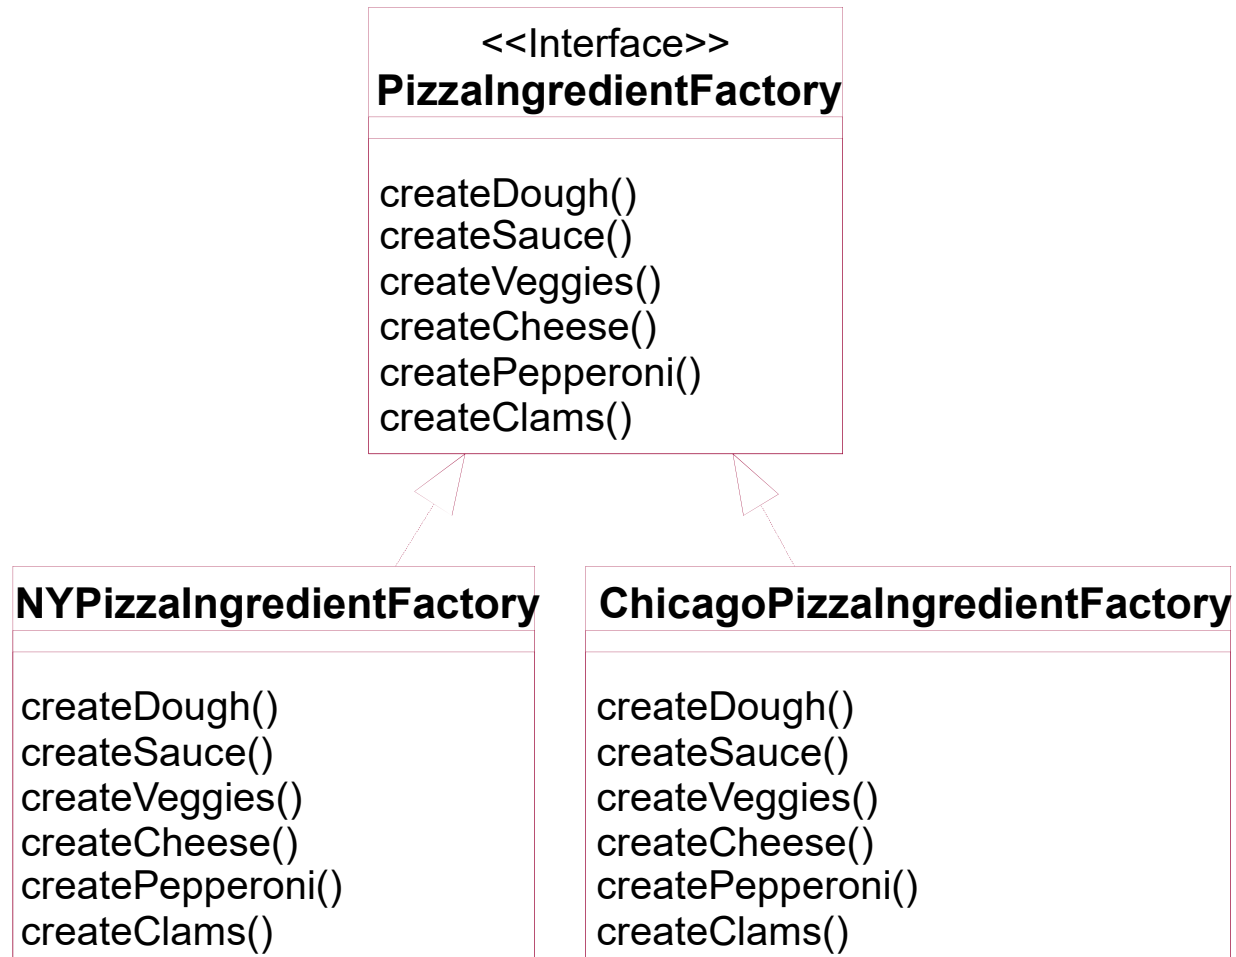 <<Interface>>
PizzaIngredientFactory
createDough()
createSauce()
createVeggies()
createCheese()
createPepperoni()
createClams()
NYPizzaIngredientFactory
createDough()
createSauce()
createVeggies()
createCheese()
createPepperoni()
createClams()
ChicagoPizzaIngredientFactory
createDough()
createSauce()
createVeggies()
createCheese()
createPepperoni()
createClams()